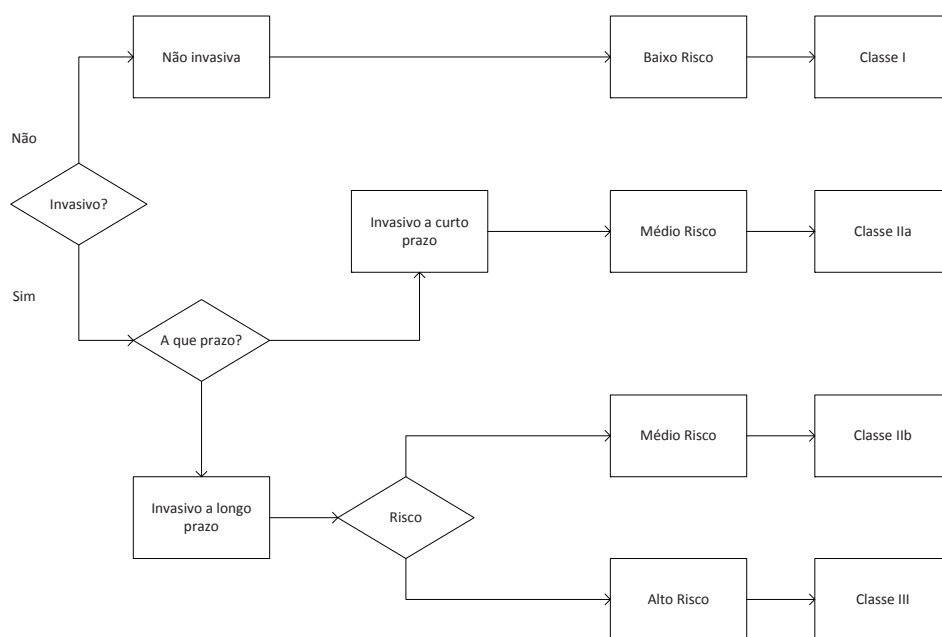 Não invasiva
Baixo Risco
Classe I
Não
Invasivo?
Invasivo a curto
prazo
Médio Risco
Classe IIa
Sim
A que prazo?
Médio Risco
Classe IIb
Invasivo a longo
prazo
Risco
Alto Risco
Classe III